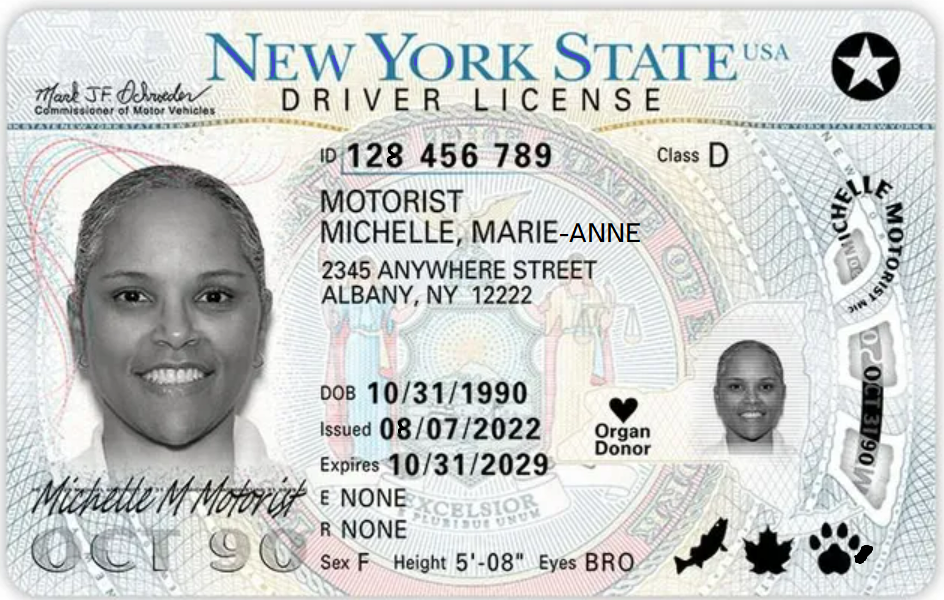 NEW YORK STATE USA
DRIVER LICENSE
Mark J.F. Schroeder
Commissioner of Motor Vehicles
ID 128 456 789
Class D
MOTORIST
MICHELLE, MARIE-ANNE
2345 ANYWHERE STREET
ALBANY, NY 12222
DOB 10/31/1990
Issued 08/07/2022
Expires 10/31/2029
E NONE
R NONE
Sex F Height 5'-08" Eyes BRO
Organ
Donor
Michelle M Motorist
OCT 90
EXCELSIOR
E PLURIBUS UNUM
MICHELLE MOTORIST MIC
OCT 31 90